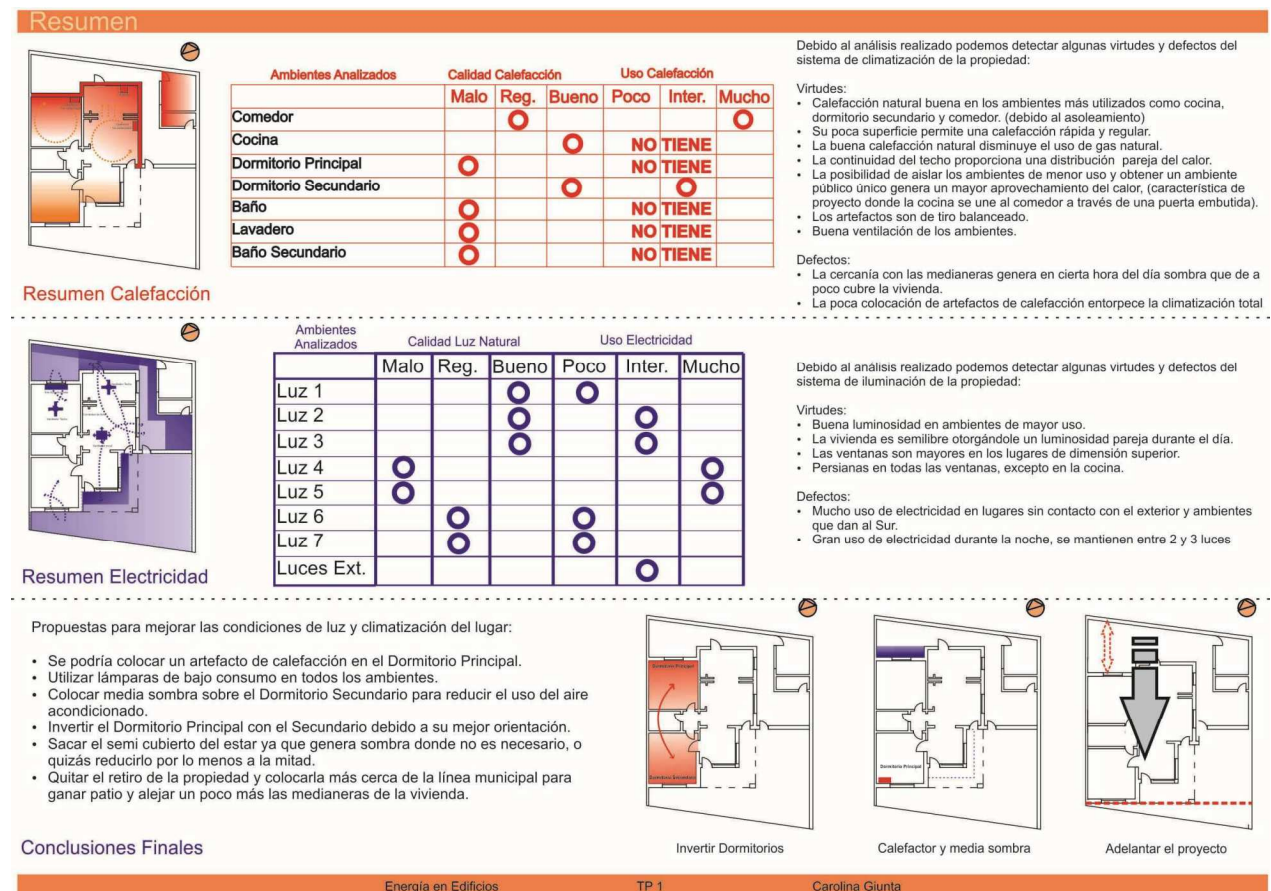 Resumen
Ambientes Analizados Calidad Calefacción Uso Calefacción
Malo Reg. Bueno Poco Inter. Mucho
Comedor
Cocina NO TIENE
Dormitorio Principal NO TIENE
Dormitorio Secundario
Baño NO TIENE
Lavadero NO TIENE
Baño Secundario NO TIENE
Resumen Calefacción
Debido al análisis realizado podemos detectar algunas virtudes y defectos del
sistema de climatización de la propiedad:
Virtudes:
• Calefacción natural buena en los ambientes más utilizados como cocina,
dormitorio secundario y comedor. (debido al asoleamiento)
• Su poca superficie permite una calefacción rápida y regular.
• La buena calefacción natural disminuye el uso de gas natural.
• La continuidad del techo proporciona una distribución pareja del calor.
• La posibilidad de aislar los ambientes de menor uso y obtener un ambiente
público único genera un mayor aprovechamiento del calor, (característica de
proyecto donde la cocina se une al comedor a través de una puerta embutida).
• Los artefactos son de tiro balanceado.
• Buena ventilación de los ambientes.
Defectos:
• La cercanía con las medianeras genera en cierta hora del día sombra que de a
poco cubre la vivienda.
• La poca colocación de artefactos de calefacción entorpece la climatización total
Ambientes
Analizados Calidad Luz Natural Uso Electricidad
Malo Reg. Bueno Poco Inter. Mucho
Luz 1
Luz 2
Luz 3
Luz 4
Luz 5
Luz 6
Luz 7
Luces Ext.
Resumen Electricidad
Debido al análisis realizado podemos detectar algunas virtudes y defectos del
sistema de iluminación de la propiedad:
Virtudes:
• Buena luminosidad en ambientes de mayor uso.
• La vivienda es semilibre otorgándole un luminosidad pareja durante el día.
• Las ventanas son mayores en los lugares de dimensión superior.
• Persianas en todas las ventanas, excepto en la cocina.
Defectos:
• Mucho uso de electricidad en lugares sin contacto con el exterior y ambientes
que dan al Sur.
• Gran uso de electricidad durante la noche, se mantienen entre 2 y 3 luces
Propuestas para mejorar las condiciones de luz y climatización del lugar:
• Se podría colocar un artefacto de calefacción en el Dormitorio Principal.
• Utilizar lámparas de bajo consumo en todos los ambientes.
• Colocar media sombra sobre el Dormitorio Secundario para reducir el uso del aire
acondicionado.
• Invertir el Dormitorio Principal con el Secundario debido a su mejor orientación.
• Sacar el semi cubierto del estar ya que genera sombra donde no es necesario, o
quizás reducirlo por lo menos a la mitad.
• Quitar el retiro de la propiedad y colocarla más cerca de la línea municipal para
ganar patio y alejar un poco más las medianeras de la vivienda.
Conclusiones Finales
Dormitorio Principal
Dormitorio Secundario
Invertir Dormitorios
Dormitorio Principal
Calefactor y media sombra
Adelantar el proyecto
Energía en Edificios TP 1 Carolina Giunta